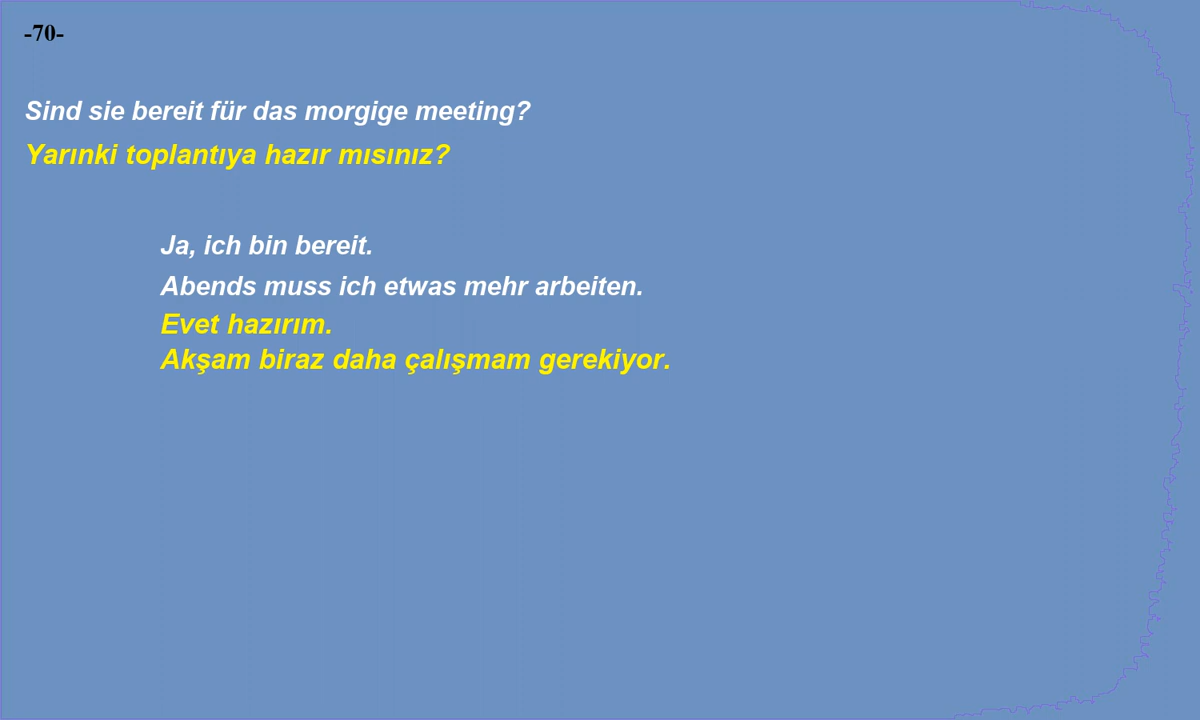 -70-
Sind sie bereit für das morgige meeting?
Yarınki toplantıya hazır mısınız?
Ja, ich bin bereit.
Abends muss ich etwas mehr arbeiten.
Evet hazırım.
Akşam biraz daha çalışmam gerekiyor.